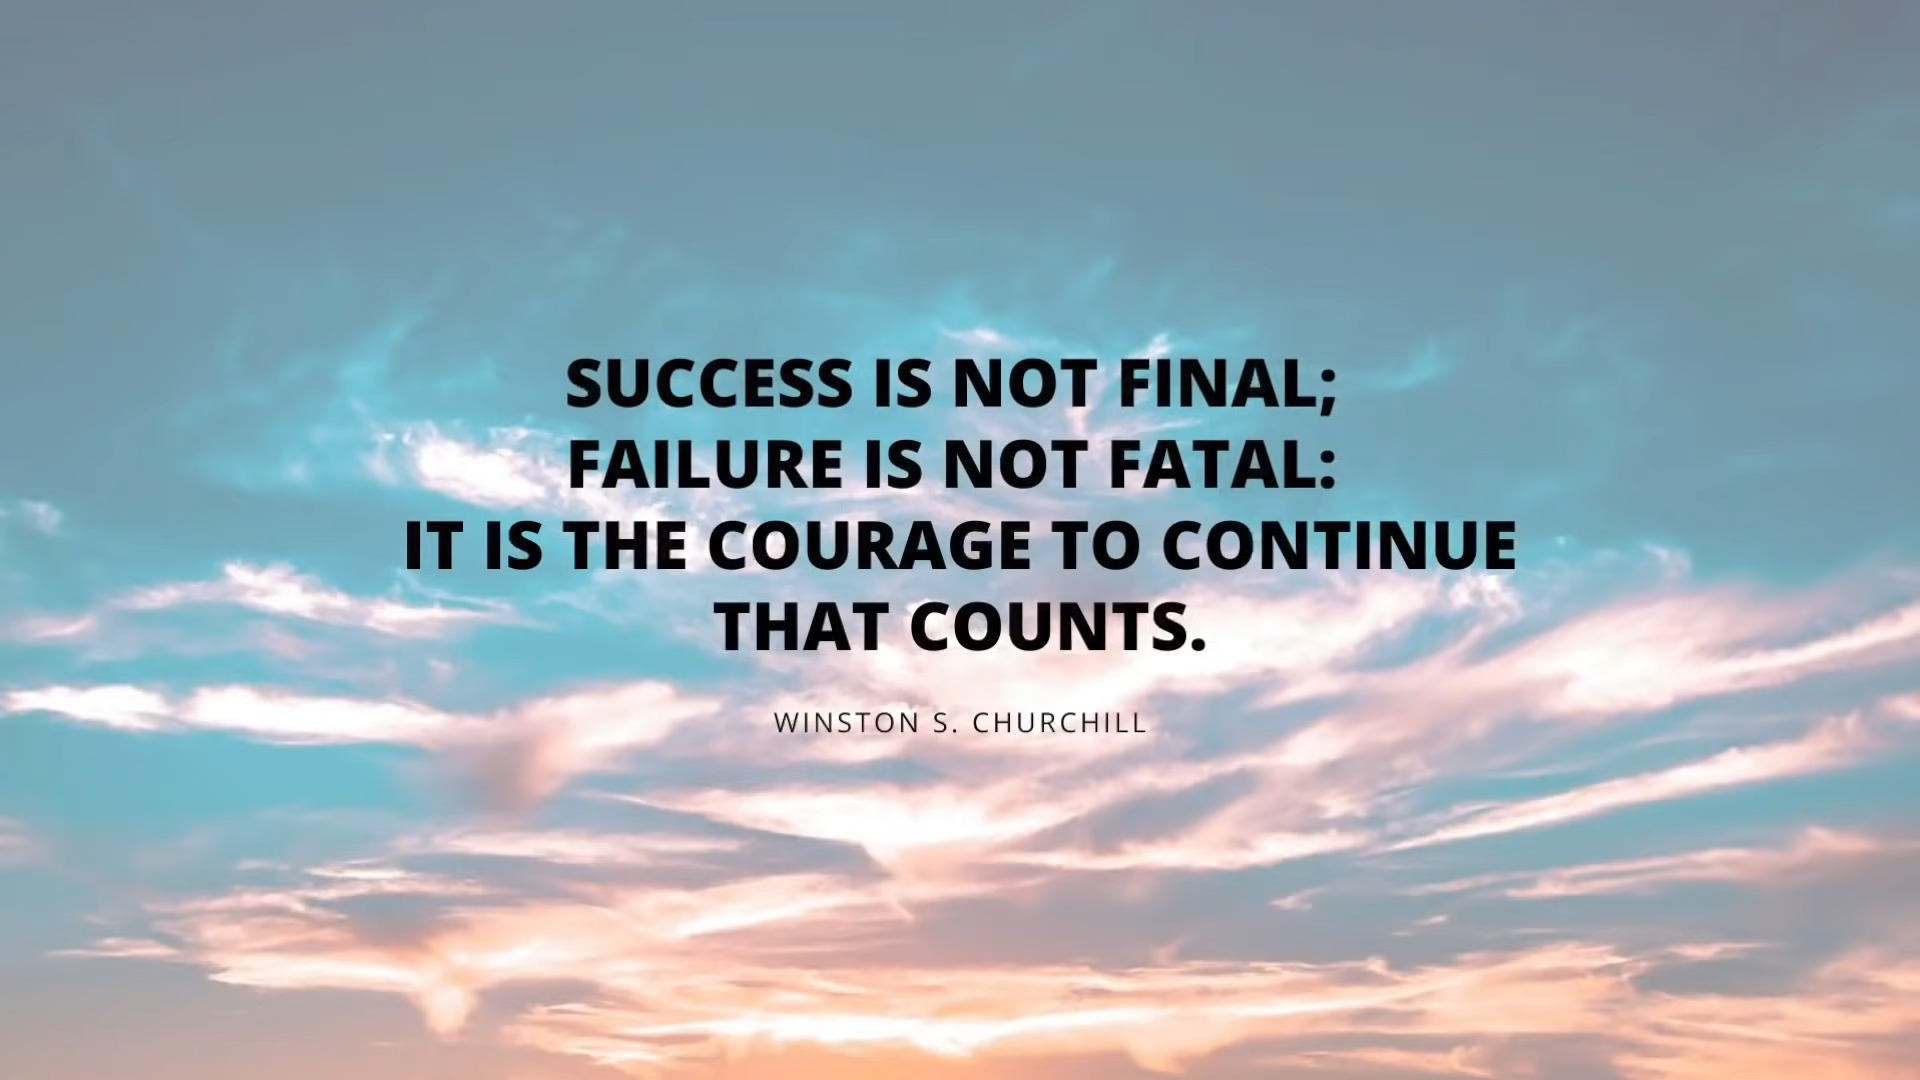 SUCCESS IS NOT FINAL;
FAILURE IS NOT FATAL:
IT IS THE COURAGE TO CONTINUE
THAT COUNTS.
WINSTON S. CHURCHILL